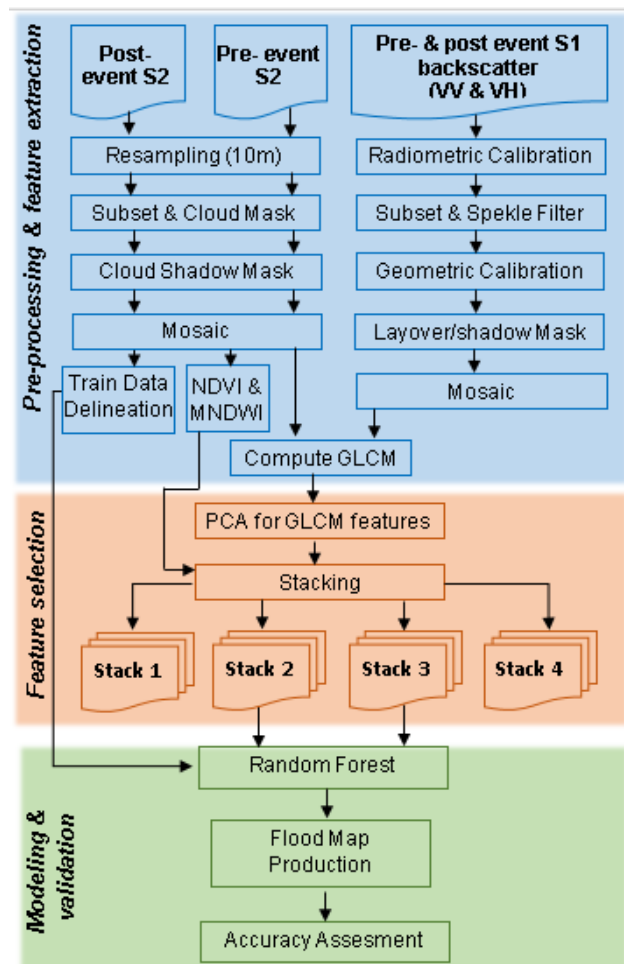 Pre-processing & feature extraction
Post-
event S2
Pre- event
S2
Pre- & post event S1
backscatter
(VV & VH)
Resampling (10m)
Radiometric Calibration
Subset & Cloud Mask
Subset & Spekle Filter
Cloud Shadow Mask
Geometric Calibration
Mosaic
Layover/shadow Mask
Train Data
Delineation
NDVI &
MNDWI
Mosaic
Compute GLCM
Feature selection
PCA for GLCM features
Stacking
Stack 1
Stack 2
Stack 3
Stack 4
Modeling &
validation
Random Forest
Flood Map
Production
Accuracy Assesment